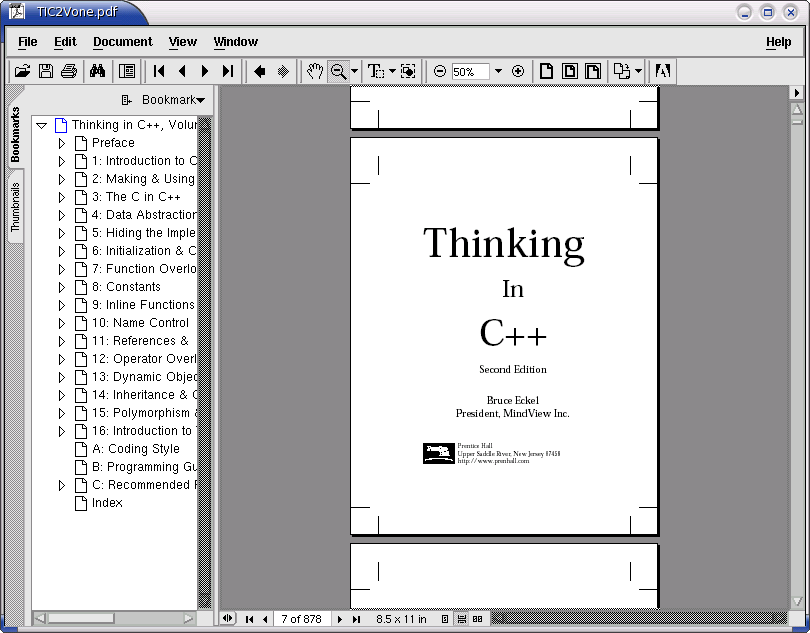 TIC2Vone.pdf
File Edit Document View Window Help
50%
Bookmark
Bookmarks
Thumbnails
Thinking in C++, Volu
Preface
1: Introduction to C
2: Making & Using
3: The C in C++
4: Data Abstraction
5: Hiding the Imple
6: Initialization & C
7: Function Overlo
8: Constants
9: Inline Functions
10: Name Control
11: References &
12: Operator Overl
13: Dynamic Objec
14: Inheritance & C
15: Polymorphism &
16: Introduction to
A: Coding Style
B: Programming Gu
C: Recommended R
Index
Thinking
In
C++
Second Edition
Bruce Eckel
President, MindView Inc.
Prentice Hall
Upper Saddle River, New Jersey 07458
http://www.prenhall.com
7 of 878
8.5 x 11 in